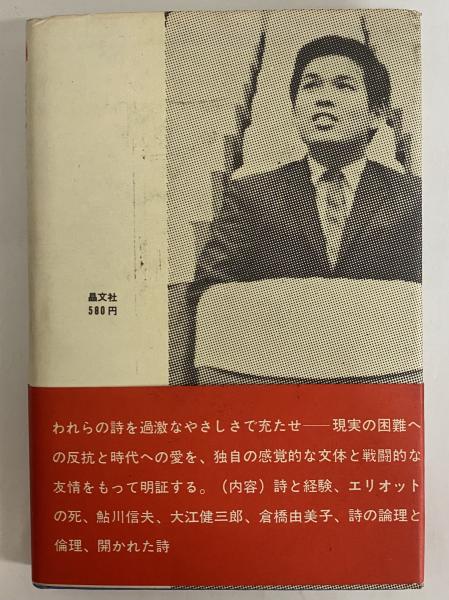 晶文社
580円
われらの詩を過激なやさしさで充たせ――現実の困難へ
の反抗と時代への愛を、独自の感覚的な文体と戦闘的な
友情をもって明証する。（内容）詩と経験、エリオット
の死、鮎川信夫、大江健三郎、倉橋由美子、詩の論理と
倫理、開かれた詩